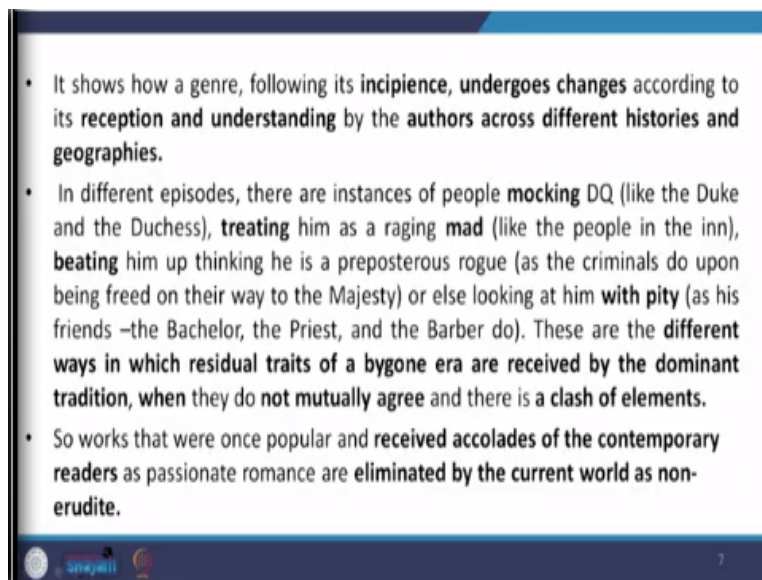 • It shows how a genre, following its incipience, undergoes changes according to
its reception and understanding by the authors across different histories and
geographies.
• In different episodes, there are instances of people mocking DQ (like the Duke
and the Duchess), treating him as a raging mad (like the people in the inn),
beating him up thinking he is a preposterous rogue (as the criminals do upon
being freed on their way to the Majesty) or else looking at him with pity (as his
friends –the Bachelor, the Priest, and the Barber do). These are the different
ways in which residual traits of a bygone era are received by the dominant
tradition, when they do not mutually agree and there is a clash of elements.
• So works that were once popular and received accolades of the contemporary
readers as passionate romance are eliminated by the current world as non-
erudite.
swayam
7